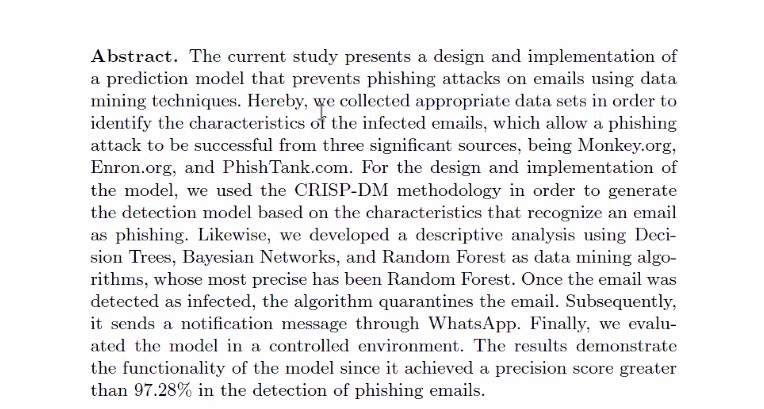 Abstract. The current study presents a design and implementation of
a prediction model that prevents phishing attacks on emails using data
mining techniques. Hereby, we collected appropriate data sets in order to
identify the characteristics of the infected emails, which allow a phishing
attack to be successful from three significant sources, being Monkey.org,
Enron.org, and PhishTank.com. For the design and implementation of
the model, we used the CRISP-DM methodology in order to generate
the detection model based on the characteristics that recognize an email
as phishing. Likewise, we developed a descriptive analysis using Deci-
sion Trees, Bayesian Networks, and Random Forest as data mining algo-
rithms, whose most precise has been Random Forest. Once the email was
detected as infected, the algorithm quarantines the email. Subsequently,
it sends a notification message through WhatsApp. Finally, we evalu-
ated the model in a controlled environment. The results demonstrate
the functionality of the model since it achieved a precision score greater
than 97.28% in the detection of phishing emails.